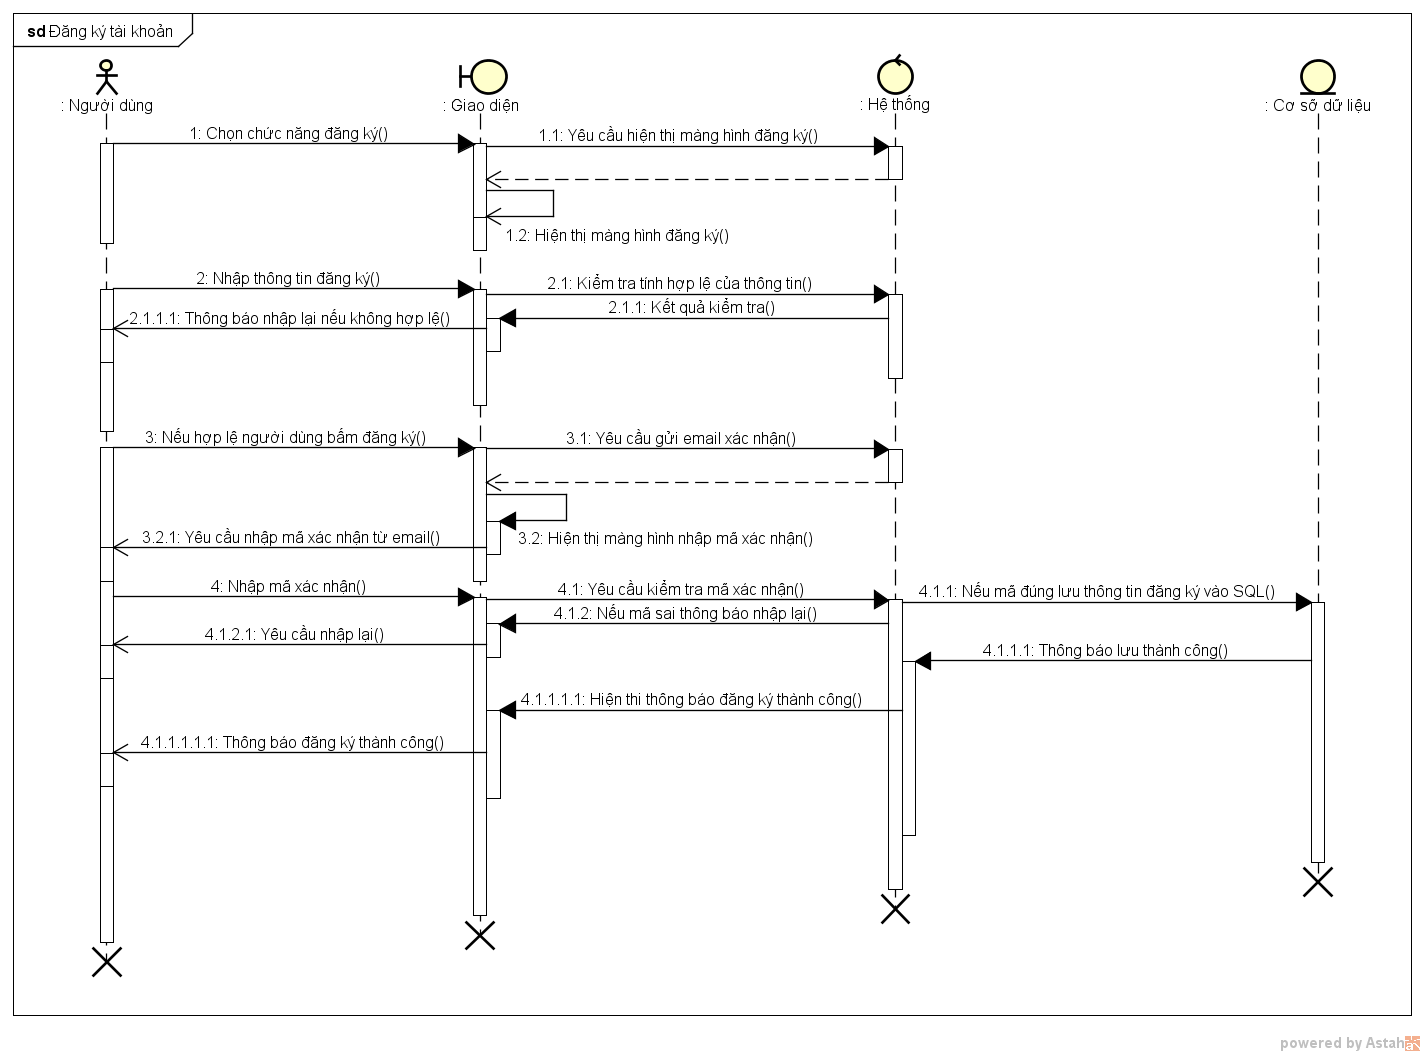 sd Đăng ký tài khoản
: Người dùng
: Giao diện
: Hệ thống
: Cơ sỡ dữ liệu
1: Chọn chức năng đăng ký()
1.1: Yêu cầu hiện thị màng hình đăng ký()
1.2: Hiện thị màng hình đăng ký()
2: Nhập thông tin đăng ký()
2.1: Kiểm tra tính hợp lệ của thông tin()
2.1.1: Kết quả kiểm tra()
2.1.1.1: Thông báo nhập lại nếu không hợp lệ()
3: Nếu hợp lệ người dùng bấm đăng ký()
3.1: Yêu cầu gửi email xác nhận()
3.2: Hiện thị màng hình nhập mã xác nhận()
3.2.1: Yêu cầu nhập mã xác nhận từ email()
4: Nhập mã xác nhận()
4.1: Yêu cầu kiểm tra mã xác nhận()
4.1.1: Nếu mã đúng lưu thông tin đăng ký vào SQL()
4.1.2: Nếu mã sai thông báo nhập lại()
4.1.2.1: Yêu cầu nhập lại()
4.1.1.1: Thông báo lưu thành công()
4.1.1.1.1: Hiện thi thông báo đăng ký thành công()
4.1.1.1.1.1: Thông báo đăng ký thành công()
powered by Astah